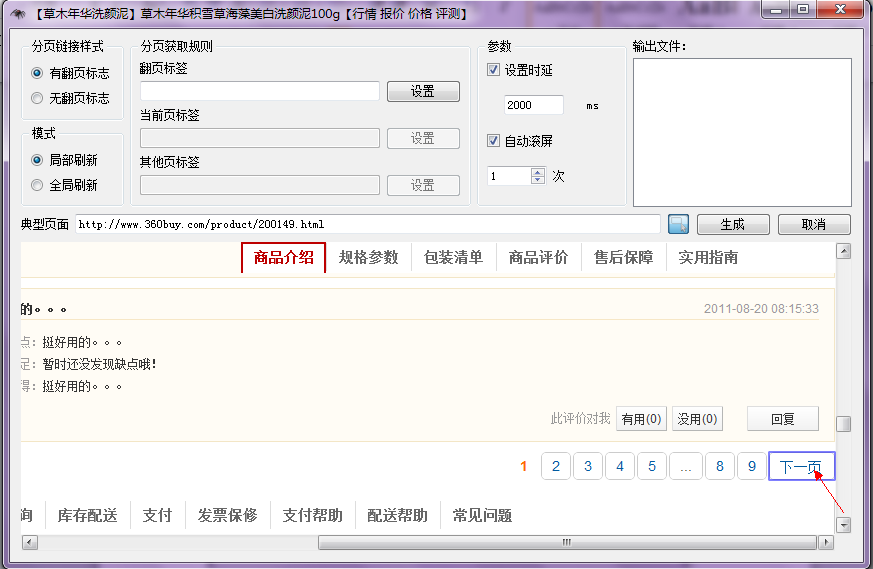 【草木年华洗颜泥】草木年华积雪草海藻美白洗颜泥100g【行情 报价 价格 评测】
分页链接样式
有翻页标志
无翻页标志
模式
局部刷新
全局刷新
分页获取规则
翻页标签
设置
当前页标签
设置
其他页标签
设置
参数
设置时延
2000 ms
自动滚屏
1 次
输出文件:
典型页面 http://www.360buy.com/product/200149.html 生成 取消
商品介绍 规格参数 包装清单 商品评价 售后保障 实用指南
的。。。 2011-08-20 08:15:33
点：挺好用的。。。
足：暂时还没发现缺点哦!
得：挺好用的。。。
此评价对我 有用(0) 没用(0) 回复
1 2 3 4 5 ... 8 9 下一页
询 库存配送 支付 发票保修 支付帮助 配送帮助 常见问题